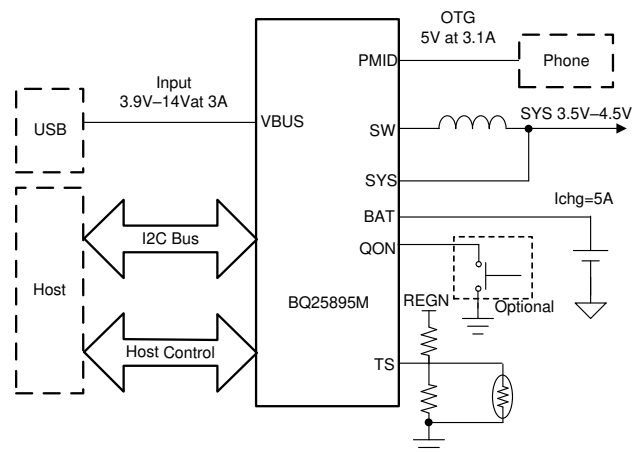 OTG
5V at 3.1A
PMID
Phone
Input
3.9V–14Vat 3A
USB
VBUS
SYS 3.5V–4.5V
SW
SYS
Ichg=5A
BAT
I2C Bus
QON
Host
BQ25895M
REGN
Optional
Host Control
TS